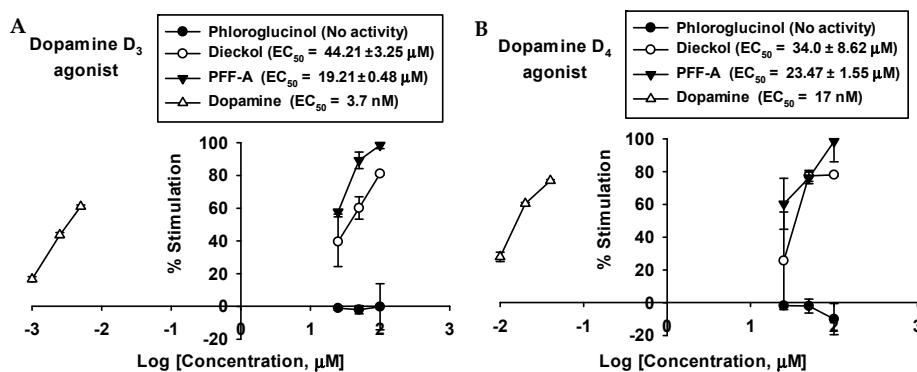 A
Dopamine D3
agonist
Phloroglucinol (No activity)
Dieckol (EC50 = 44.21 ±3.25 μM)
PFF-A (EC50 = 19.21 ±0.48 μM)
Dopamine (EC50 = 3.7 nM)
% Stimulation
100
80
60
40
20
0
-20
-3
-2
-1
1
2
3
Log [Concentration, μM]
B
Dopamine D4
agonist
Phloroglucinol (No activity)
Dieckol (EC50 = 34.0 ± 8.62 μM)
PFF-A (EC50 = 23.47 ± 1.55 μM)
Dopamine (EC50 = 17 nM)
% Stimulation
100
80
60
40
20
0
-20
-2
-1
1
2
3
Log [Concentration, μM]